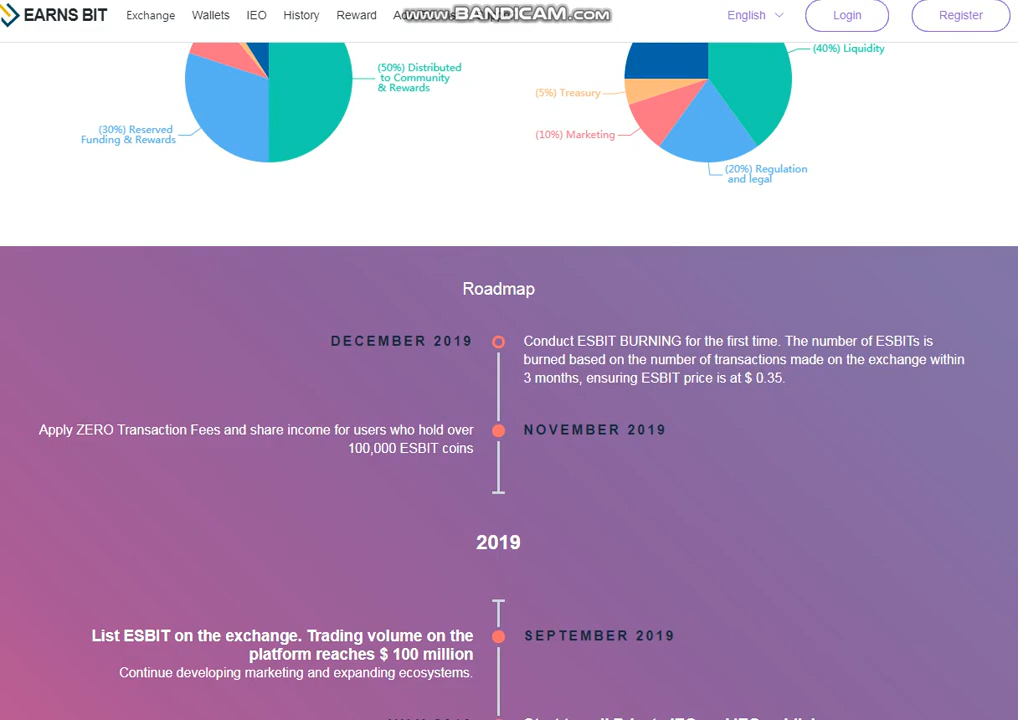 EARNS BIT
Exchange Wallets IEO History Reward
www.BANDICAM.com
English Login Register
(50%) Distributed
to Community
& Rewards
(30%) Reserved
Funding & Rewards
(40%) Liquidity
(5%) Treasury
(10%) Marketing
(20%) Regulation
and legal
Roadmap
DECEMBER 2019
Conduct ESBIT BURNING for the first time. The number of ESBITs is
burned based on the number of transactions made on the exchange within
3 months, ensuring ESBIT price is at $ 0.35.
Apply ZERO Transaction Fees and share income for users who hold over
100,000 ESBIT coins
NOVEMBER 2019
2019
List ESBIT on the exchange. Trading volume on the
platform reaches $ 100 million
Continue developing marketing and expanding ecosystems.
SEPTEMBER 2019